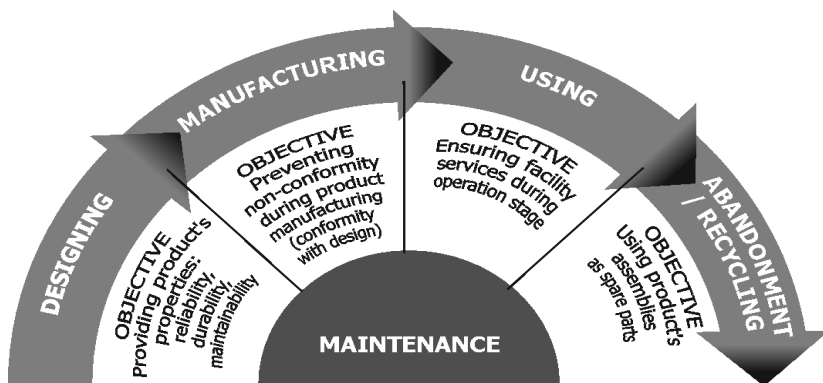 DESIGNING
MANUFACTURING
USING
ABANDONMENT
/ RECYCLING
OBJECTIVE
Providing product's
properties:
reliability,
durability,
maintainability
OBJECTIVE
Preventing
non-conformity
during product
manufacturing
(conformity
with design)
OBJECTIVE
Ensuring facility
services during
operation stage
OBJECTIVE
Using product's
assemblies
as spare parts
MAINTENANCE